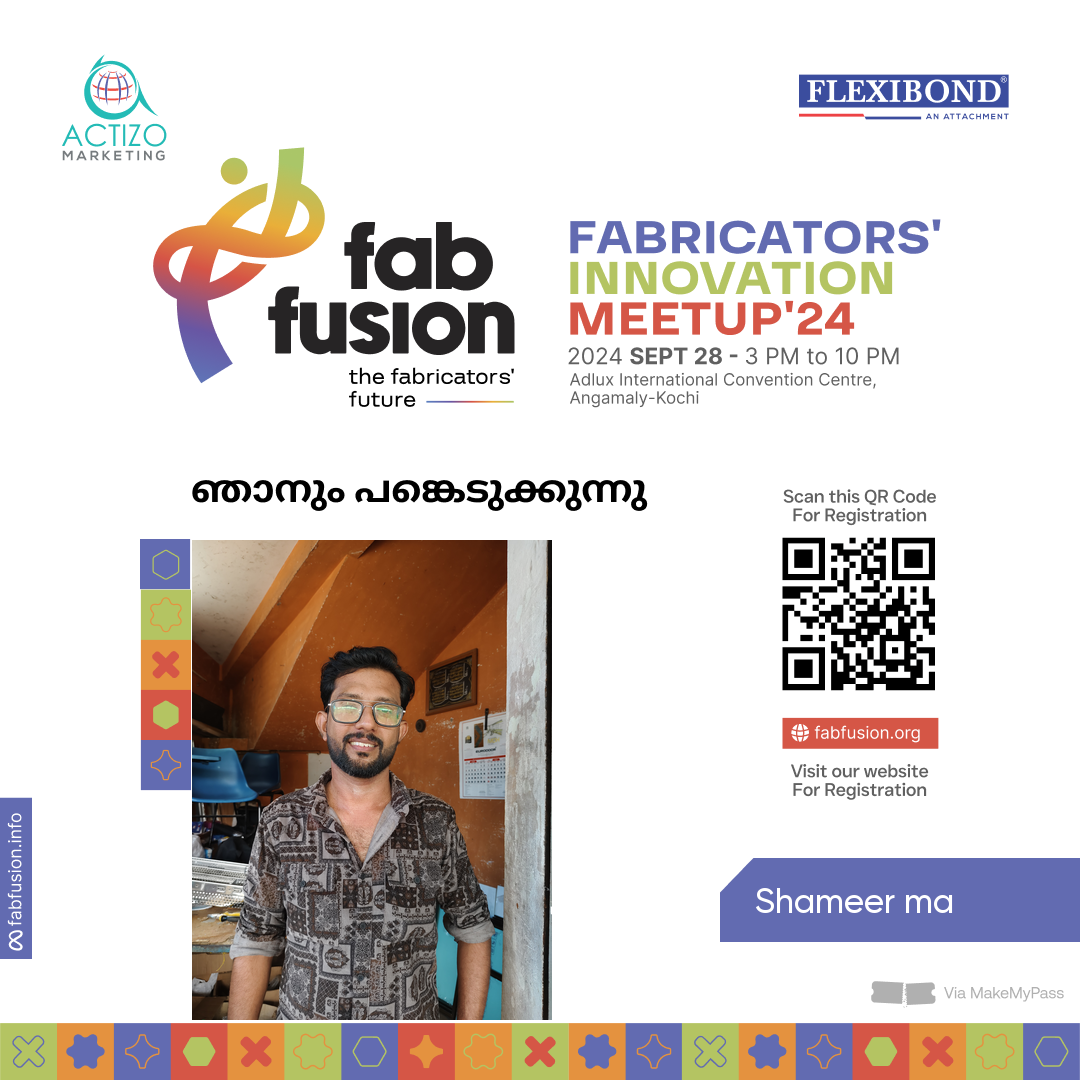 ACTIZO
MARKETING
FLEXIBOND®
AN ATTACHMENT
fab
fusion
the fabricators'
future
FABRICATORS'
INNOVATION
MEETUP'24
2024 SEPT 28 - 3 PM to 10 PM
Adlux International Convention Centre,
Angamaly-Kochi
ഞാനും പങ്കെടുക്കുന്നു
Scan this QR Code
For Registration
fabfusion.org
Visit our website
For Registration
fabfusion.info
Shameer ma
Via MakeMyPass